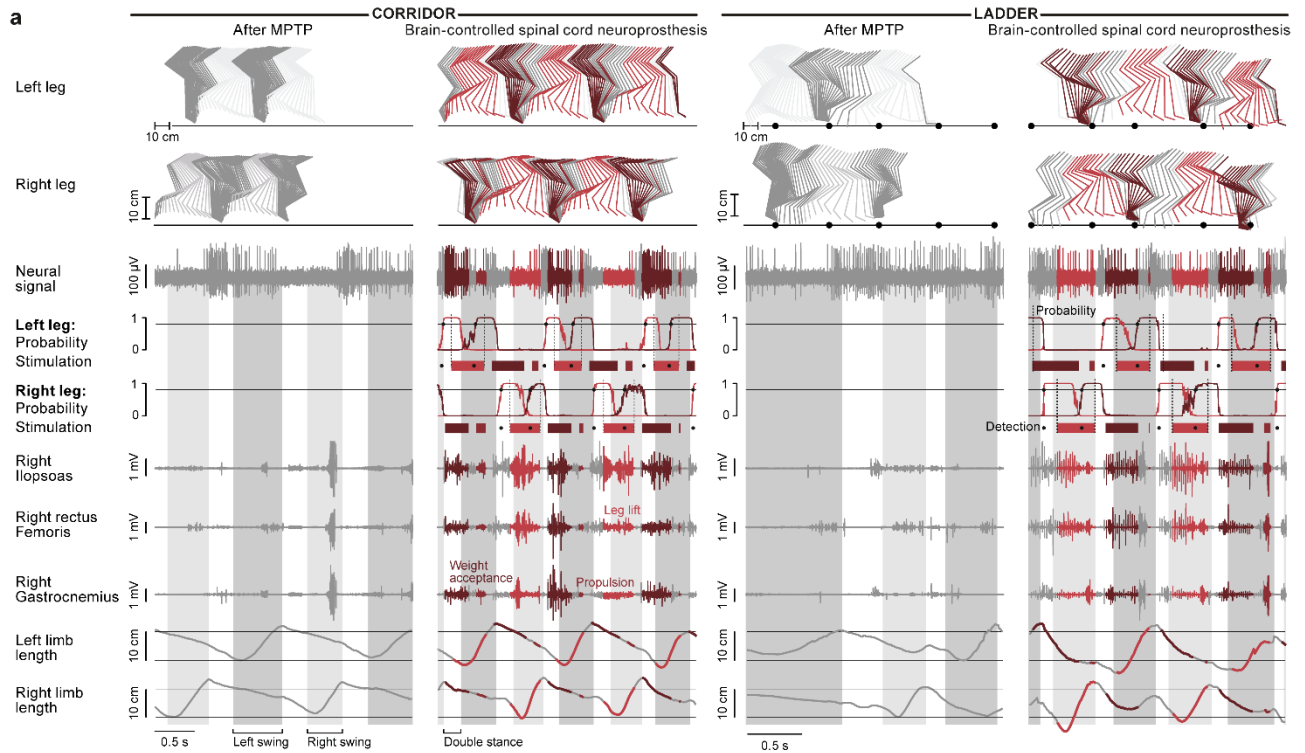 a
CORRIDOR
LADDER
After MPTP
Brain-controlled spinal cord neuroprosthesis
After MPTP
Brain-controlled spinal cord neuroprosthesis
Left leg
10 cm
10 cm
Right leg
10 cm
10 cm
Neural
signal
100 µV
100 µV
Left leg:
Probability
Stimulation
1
0
1
0
Probability
Right leg:
Probability
Stimulation
1
0
1
0
Detection
Right
Ilopsoas
1 mV
1 mV
Right rectus
Femoris
1 mV
Leg lift
1 mV
Right
Gastrocnemius
1 mV
Weight
acceptance
Propulsion
1 mV
Left limb
length
10 cm
10 cm
Right limb
length
10 cm
10 cm
0.5 s
Left swing
Right swing
Double stance
0.5 s